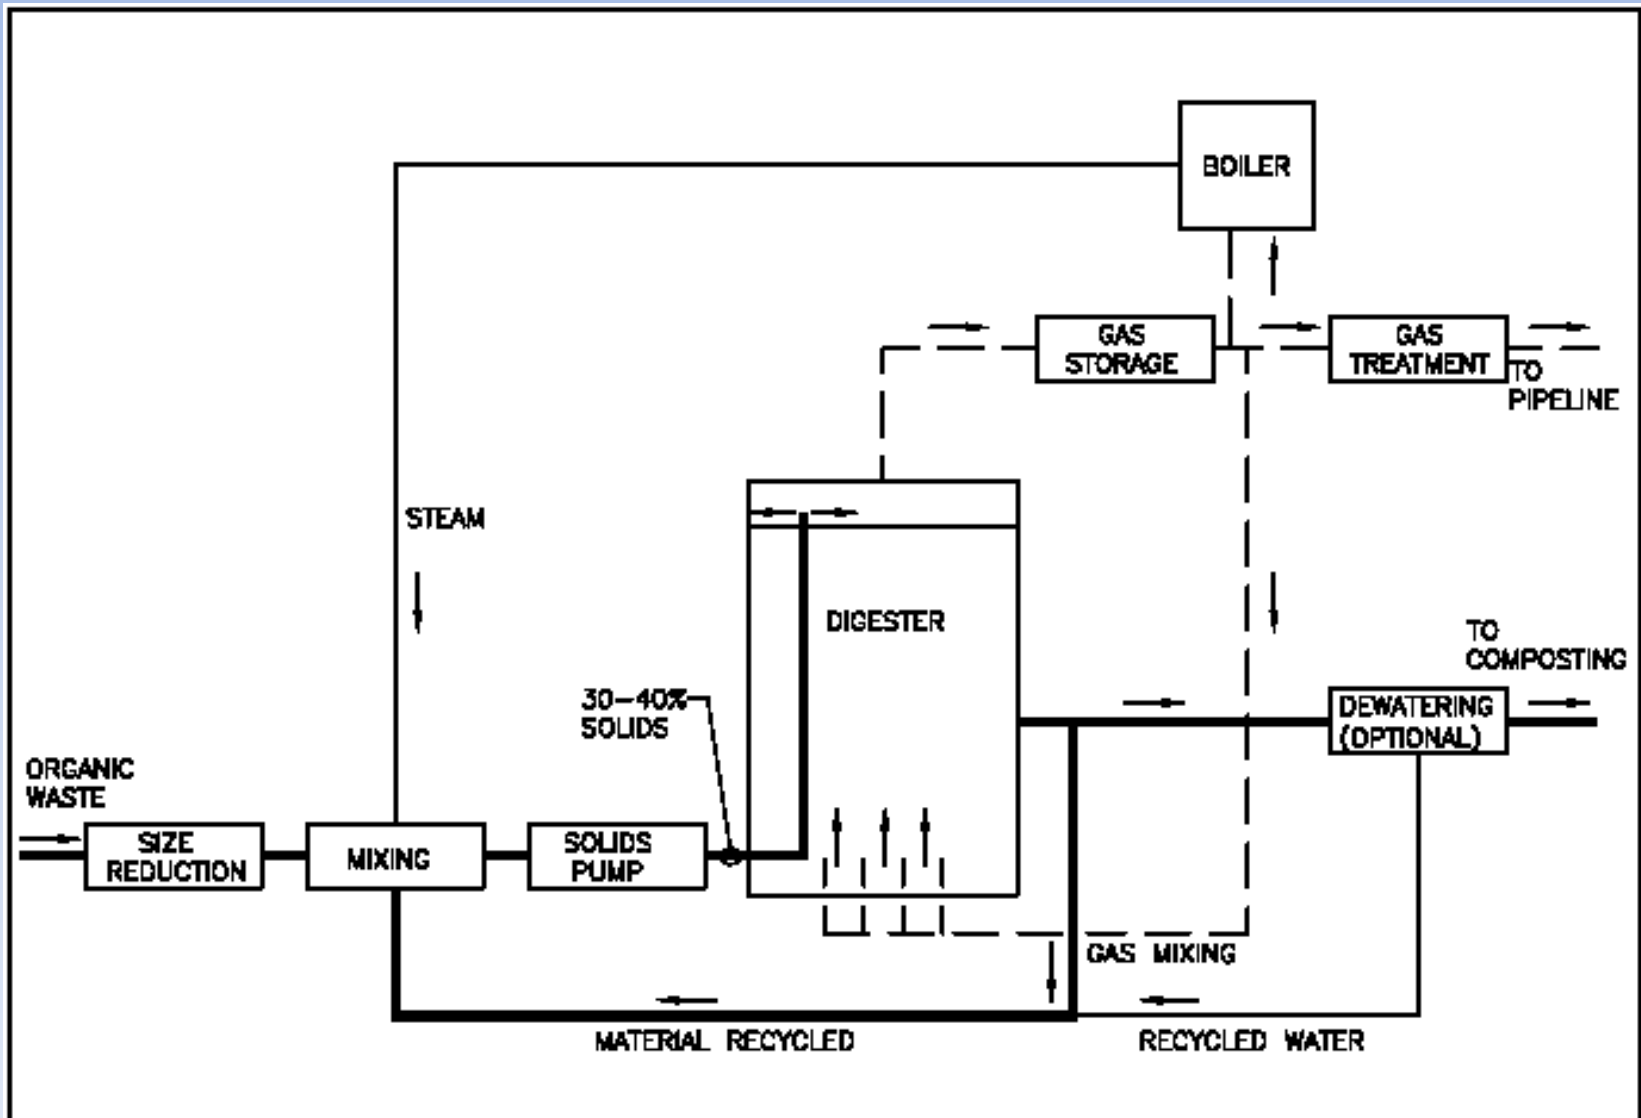 BOILER
GAS
STORAGE
GAS
TREATMENT
TO
PIPELINE
STEAM
DIGESTER
TO
COMPOSTING
30-40%
SOLIDS
DEWATERING
(OPTIONAL)
ORGANIC
WASTE
SIZE
REDUCTION
MIXING
SOLIDS
PUMP
GAS MIXING
MATERIAL RECYCLED
RECYCLED WATER